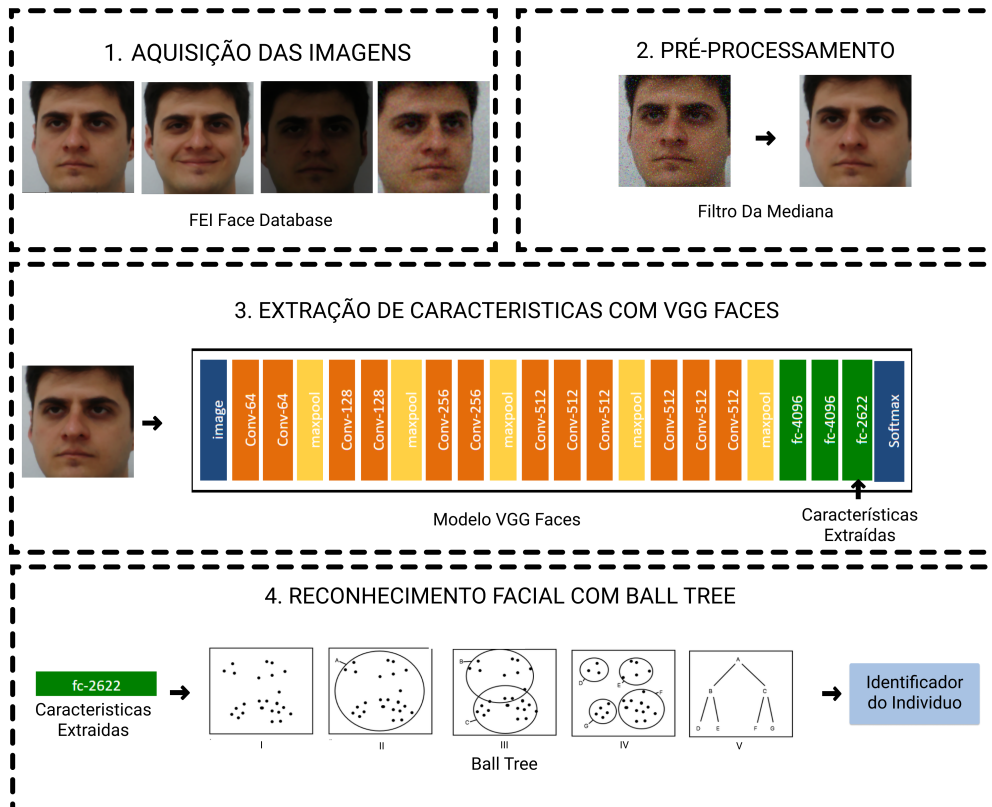 1. AQUISIÇÃO DAS IMAGENS
FEI Face Database
2. PRÉ-PROCESSAMENTO
Filtro Da Mediana
3. EXTRAÇÃO DE CARACTERISTICAS COM VGG FACES
image
Conv-64
Conv-64
maxpool
Conv-128
Conv-128
maxpool
Conv-256
Conv-256
maxpool
Conv-512
Conv-512
Conv-512
maxpool
Conv-512
Conv-512
Conv-512
maxpool
fc-4096
fc-4096
fc-2622
Softmax
Modelo VGG Faces
Características
Extraídas
4. RECONHECIMENTO FACIAL COM BALL TREE
fc-2622
Caracteristicas
Extraidas
I
A
II
B
C
III
D
E
F
G
IV
A
B C
D E F G
V
Ball Tree
Identificador
do Individuo